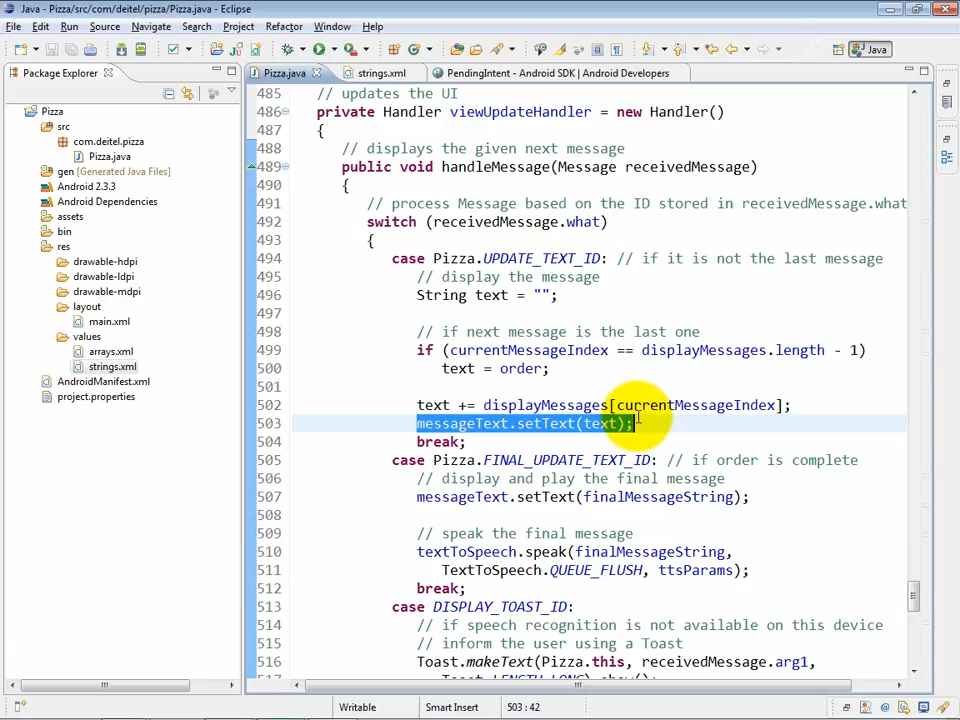 Java - Pizza/src/com/deitel/pizza/Pizza.java - Eclipse
File Edit Run Source Navigate Search Project Refactor Window Help
Java
Package Explorer
Pizza.java
strings.xml
PendingIntent - Android SDK | Android Developers
Pizza
src
com.deitel.pizza
Pizza.java
gen [Generated Java Files]
Android 2.3.3
Android Dependencies
assets
bin
res
drawable-hdpi
drawable-ldpi
drawable-mdpi
layout
main.xml
values
arrays.xml
strings.xml
AndroidManifest.xml
project.properties
485 // updates the UI
486 private Handler viewUpdateHandler = new Handler()
487 {
488 // displays the given next message
489 public void handleMessage(Message receivedMessage)
490 {
491 // process Message based on the ID stored in receivedMessage.what
492 switch (receivedMessage.what)
493 {
494 case Pizza.UPDATE_TEXT_ID: // if it is not the last message
495 // display the message
496 String text = "";
497
498 // if next message is the last one
499 if (currentMessageIndex == displayMessages.length - 1)
500 text = order;
501
502 text += displayMessages[currentMessageIndex];
503 messageText.setText(text);
504 break;
505 case Pizza.FINAL_UPDATE_TEXT_ID: // if order is complete
506 // display and play the final message
507 messageText.setText(finalMessageString);
508
509 // speak the final message
510 textToSpeech.speak(finalMessageString,
511 TextToSpeech.QUEUE_FLUSH, ttsParams);
512 break;
513 case DISPLAY_TOAST_ID:
514 // if speech recognition is not available on this device
515 // inform the user using a Toast
516 Toast.makeText(Pizza.this, receivedMessage.arg1,
Writable
Smart Insert
503 : 42